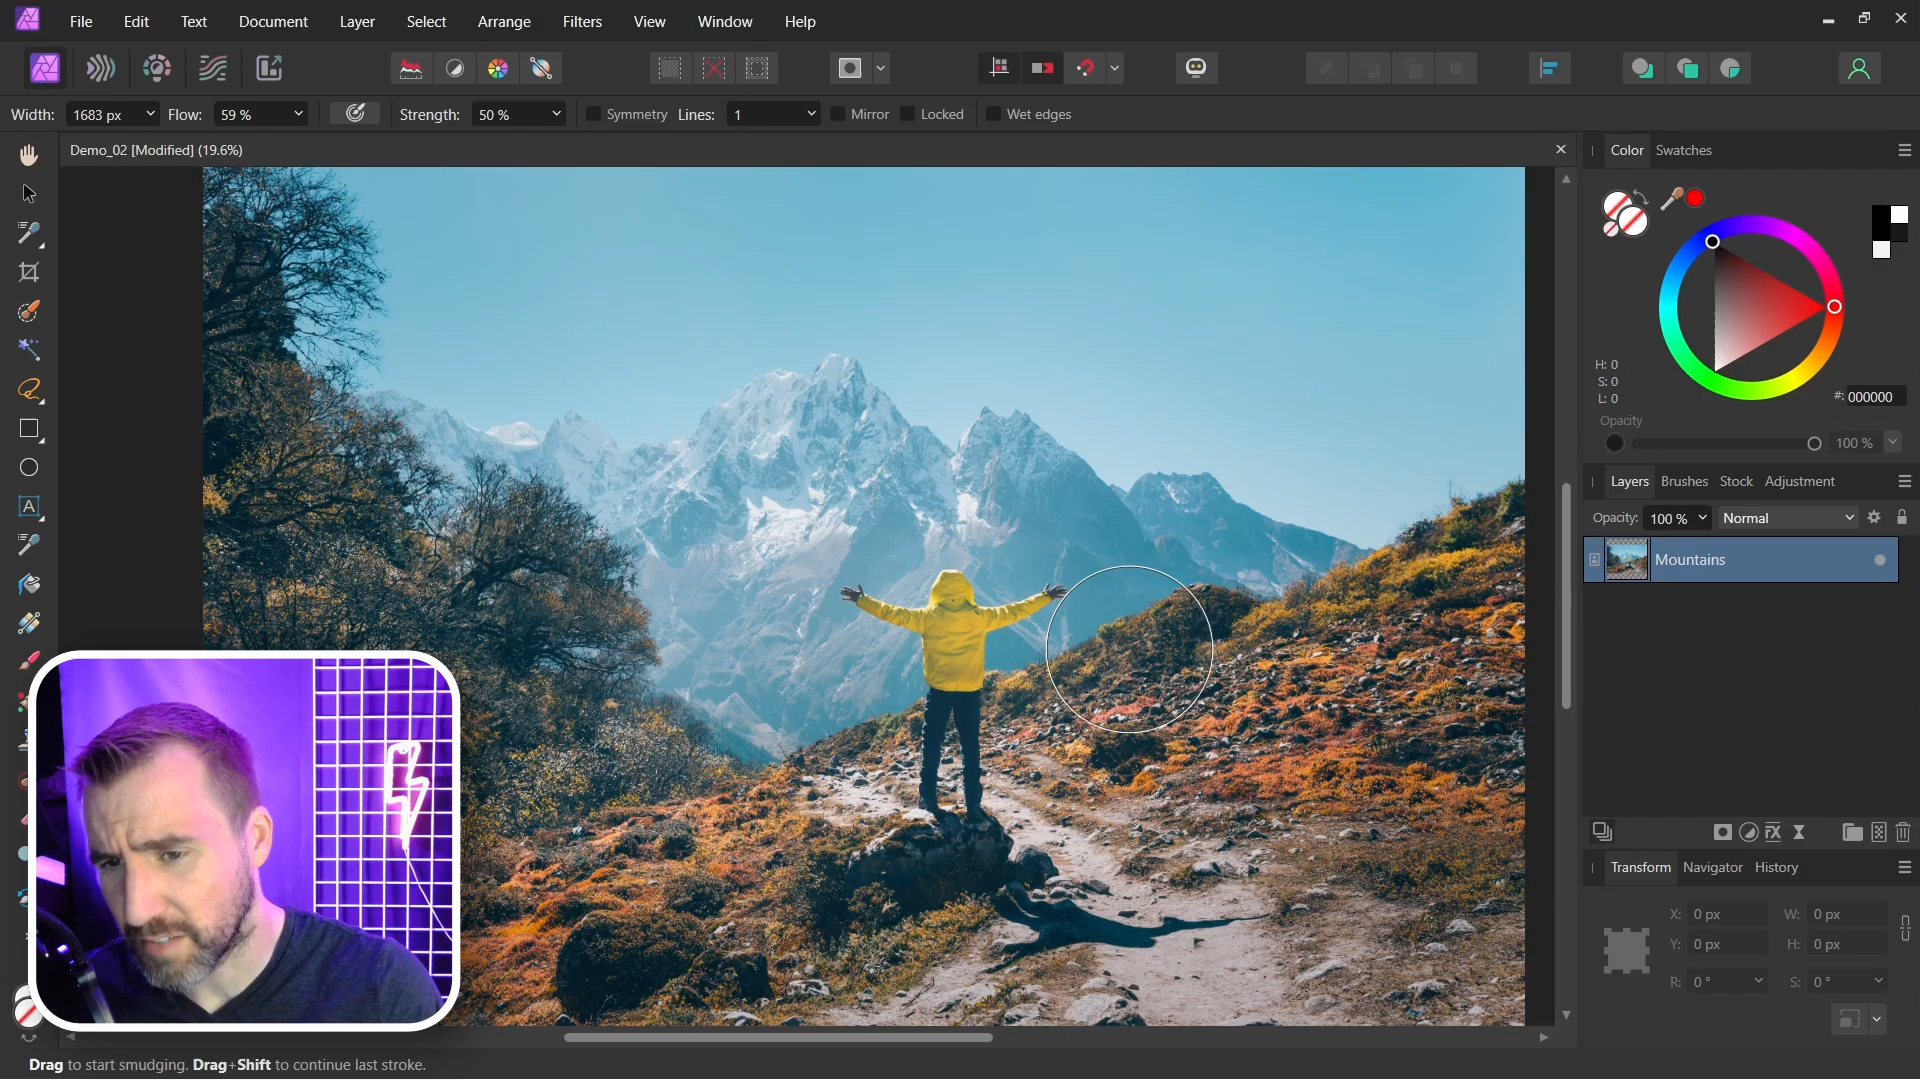 File Edit Text Document Layer Select Arrange Filters View Window Help
Width: 1683 px Flow: 59 % Strength: 50 % Symmetry Lines: 1 Mirror Locked Wet edges
Demo_02 [Modified] (19.6%)
Color Swatches
H: 0
S: 0
L: 0
#: 000000
Opacity
100 %
Layers Brushes Stock Adjustment
Opacity: 100 % Normal
Mountains
Transform Navigator History
X: 0 px W: 0 px
Y: 0 px H: 0 px
R: 0 ° S: 0 °
Drag to start smudging. Drag+Shift to continue last stroke.